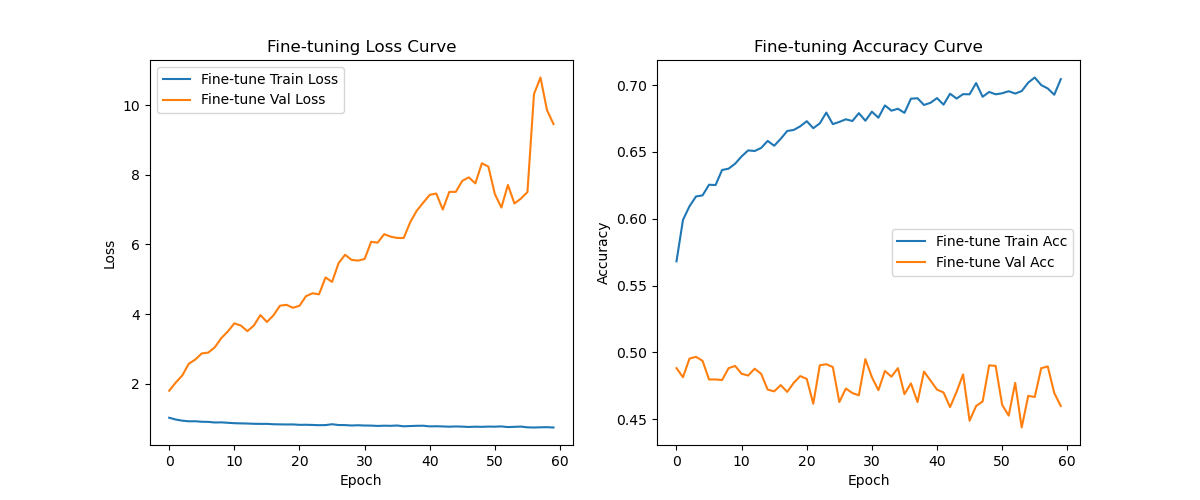 Fine-tuning Loss Curve
Fine-tune Train Loss
Fine-tune Val Loss
Loss
10
8
6
4
2
0
10
20
30
40
50
60
Epoch
Fine-tuning Accuracy Curve
Fine-tune Train Acc
Fine-tune Val Acc
Accuracy
0.70
0.65
0.60
0.55
0.50
0.45
0
10
20
30
40
50
60
Epoch